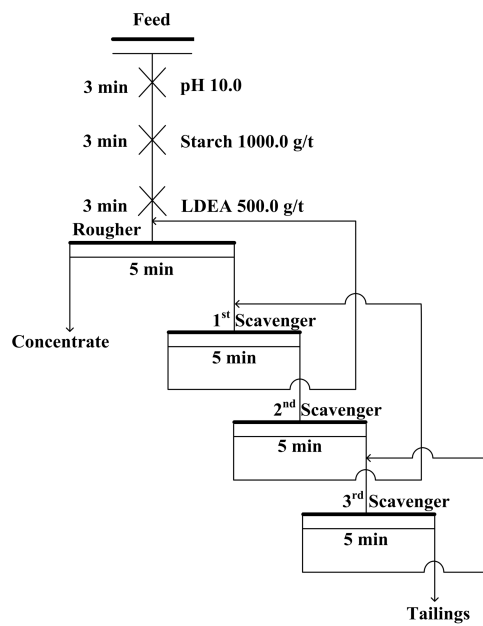 Feed
3 min pH 10.0
3 min Starch 1000.0 g/t
3 min LDEA 500.0 g/t
Rougher
5 min
Concentrate
1st Scavenger
5 min
2nd Scavenger
5 min
3rd Scavenger
5 min
Tailings